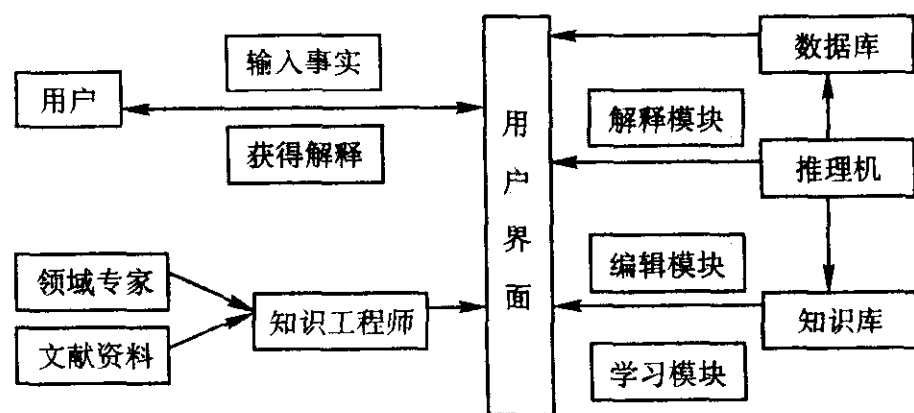 输入事实
用户
获得解释
领域专家
文献资料
知识工程师
用户界面
数据库
解释模块
推理机
编辑模块
知识库
学习模块